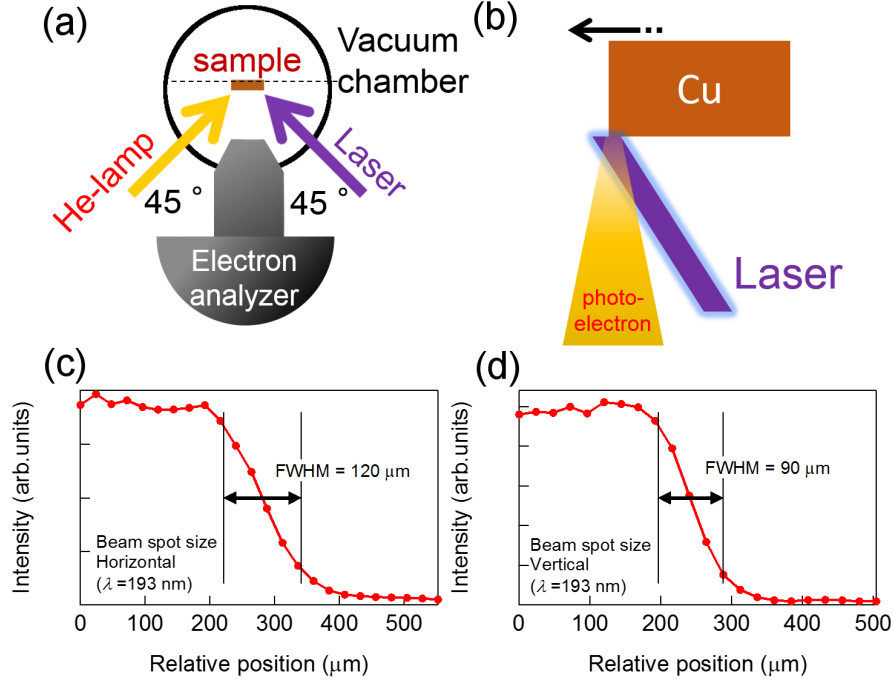 (a)
sample
Vacuum
chamber
He-lamp
Laser
45 °
45 °
Electron
analyzer
(b)
Cu
Laser
photo-
electron
(c)
Intensity (arb.units)
FWHM = 120 μm
Beam spot size
Horizontal
(λ=193 nm)
0 100 200 300 400 500
Relative position (μm)
(d)
Intensity (arb.units)
FWHM = 90 μm
Beam spot size
Vertical
(λ=193 nm)
0 100 200 300 400 500
Relative position (μm)